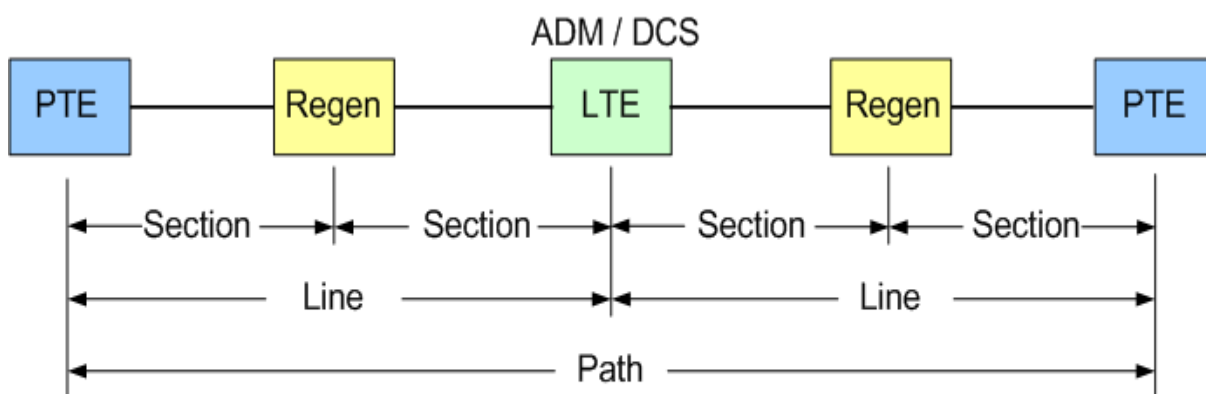 ADM / DCS
PTE Regen LTE Regen PTE
Section Section Section Section
Line Line
Path